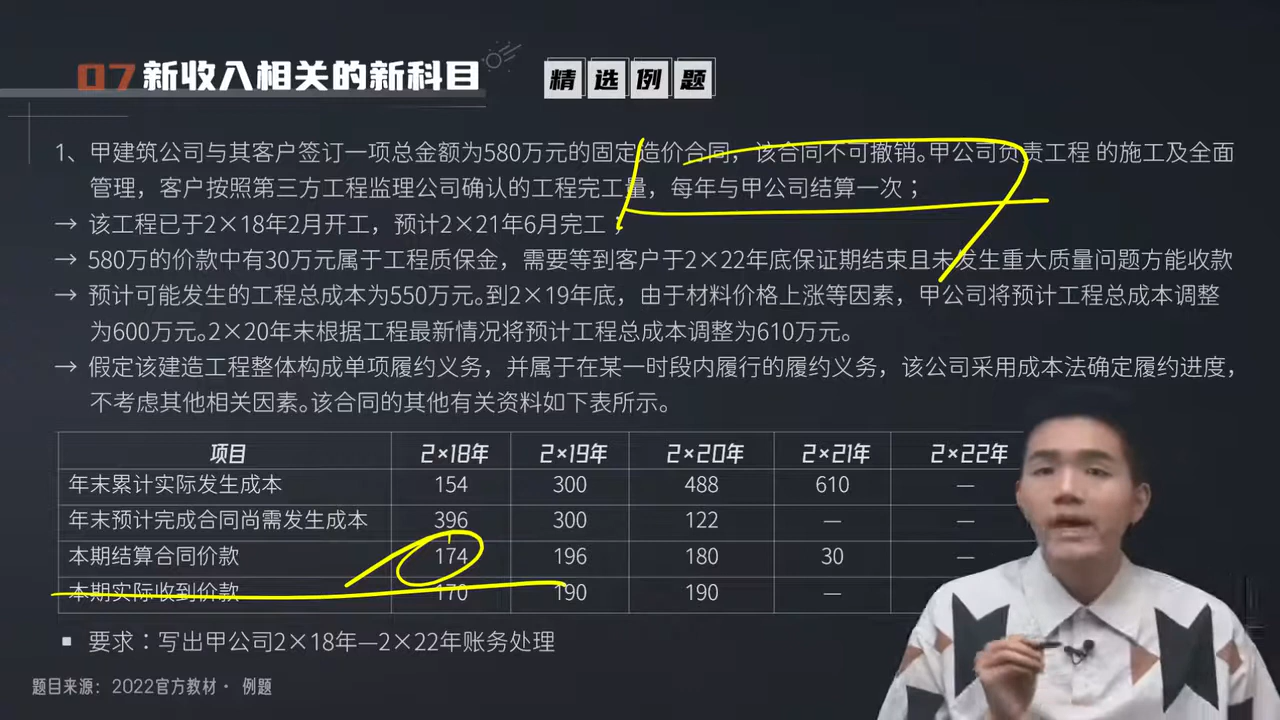 07 新收入相关的新科目 精选例题
1、甲建筑公司与其客户签订一项总金额为580万元的固定造价合同，该合同不可撤销。甲公司负责工程的施工及全面
管理，客户按照第三方工程监理公司确认的工程完工量，每年与甲公司结算一次；
→ 该工程已于2×18年2月开工，预计2×21年6月完工；
→ 580万的价款中有30万元属于工程质保金，需要等到客户于2×22年底保证期结束且未发生重大质量问题方能收款
→ 预计可能发生的工程总成本为550万元。到2×19年底，由于材料价格上涨等因素，甲公司将预计工程总成本调整
为600万元。2×20年末根据工程最新情况将预计工程总成本调整为610万元。
→ 假定该建造工程整体构成单项履约义务，并属于在某一时段内履行的履约义务，该公司采用成本法确定履约进度，
不考虑其他相关因素。该合同的其他有关资料如下表所示。
项目 2×18年 2×19年 2×20年 2×21年 2×22年
年末累计实际发生成本 154 300 488 610 —
年末预计完成合同尚需发生成本 396 300 122 — —
本期结算合同价款 174 196 180 30 —
本期实际收到价款 170 190 190 —
■ 要求：写出甲公司2×18年—2×22年账务处理
题目来源：2022官方教材· 例题